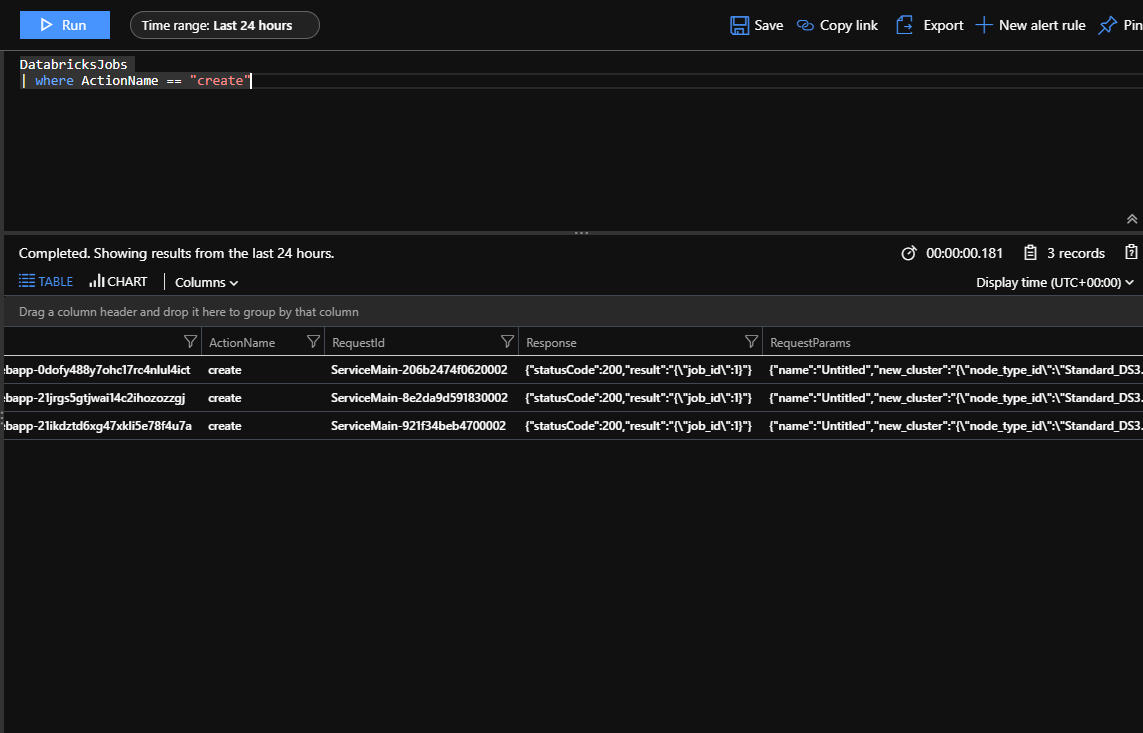 Run Time range: Last 24 hours Save Copy link Export New alert rule Pin
DatabricksJobs
| where ActionName == "create"
Completed. Showing results from the last 24 hours. 00:00:00.181 3 records
TABLE CHART Columns Display time (UTC+00:00)
Drag a column header and drop it here to group by that column
ActionName RequestId Response RequestParams
ebapp-0dofy488y7ohc17rc4nlul4ict create ServiceMain-206b2474f0620002 {"statusCode":200,"result":"{\"job_id\":1}"} {"name":"Untitled","new_cluster":"{\"node_type_id\":\"Standard_DS3.
ebapp-21jrgs5gtjwai14c2ihozozzgj create ServiceMain-8e2da9d591830002 {"statusCode":200,"result":"{\"job_id\":1}"} {"name":"Untitled","new_cluster":"{\"node_type_id\":\"Standard_DS3.
ebapp-21ikdztd6xg47xkli5e78f4u7a create ServiceMain-921f34beb4700002 {"statusCode":200,"result":"{\"job_id\":1}"} {"name":"Untitled","new_cluster":"{\"node_type_id\":\"Standard_DS3.